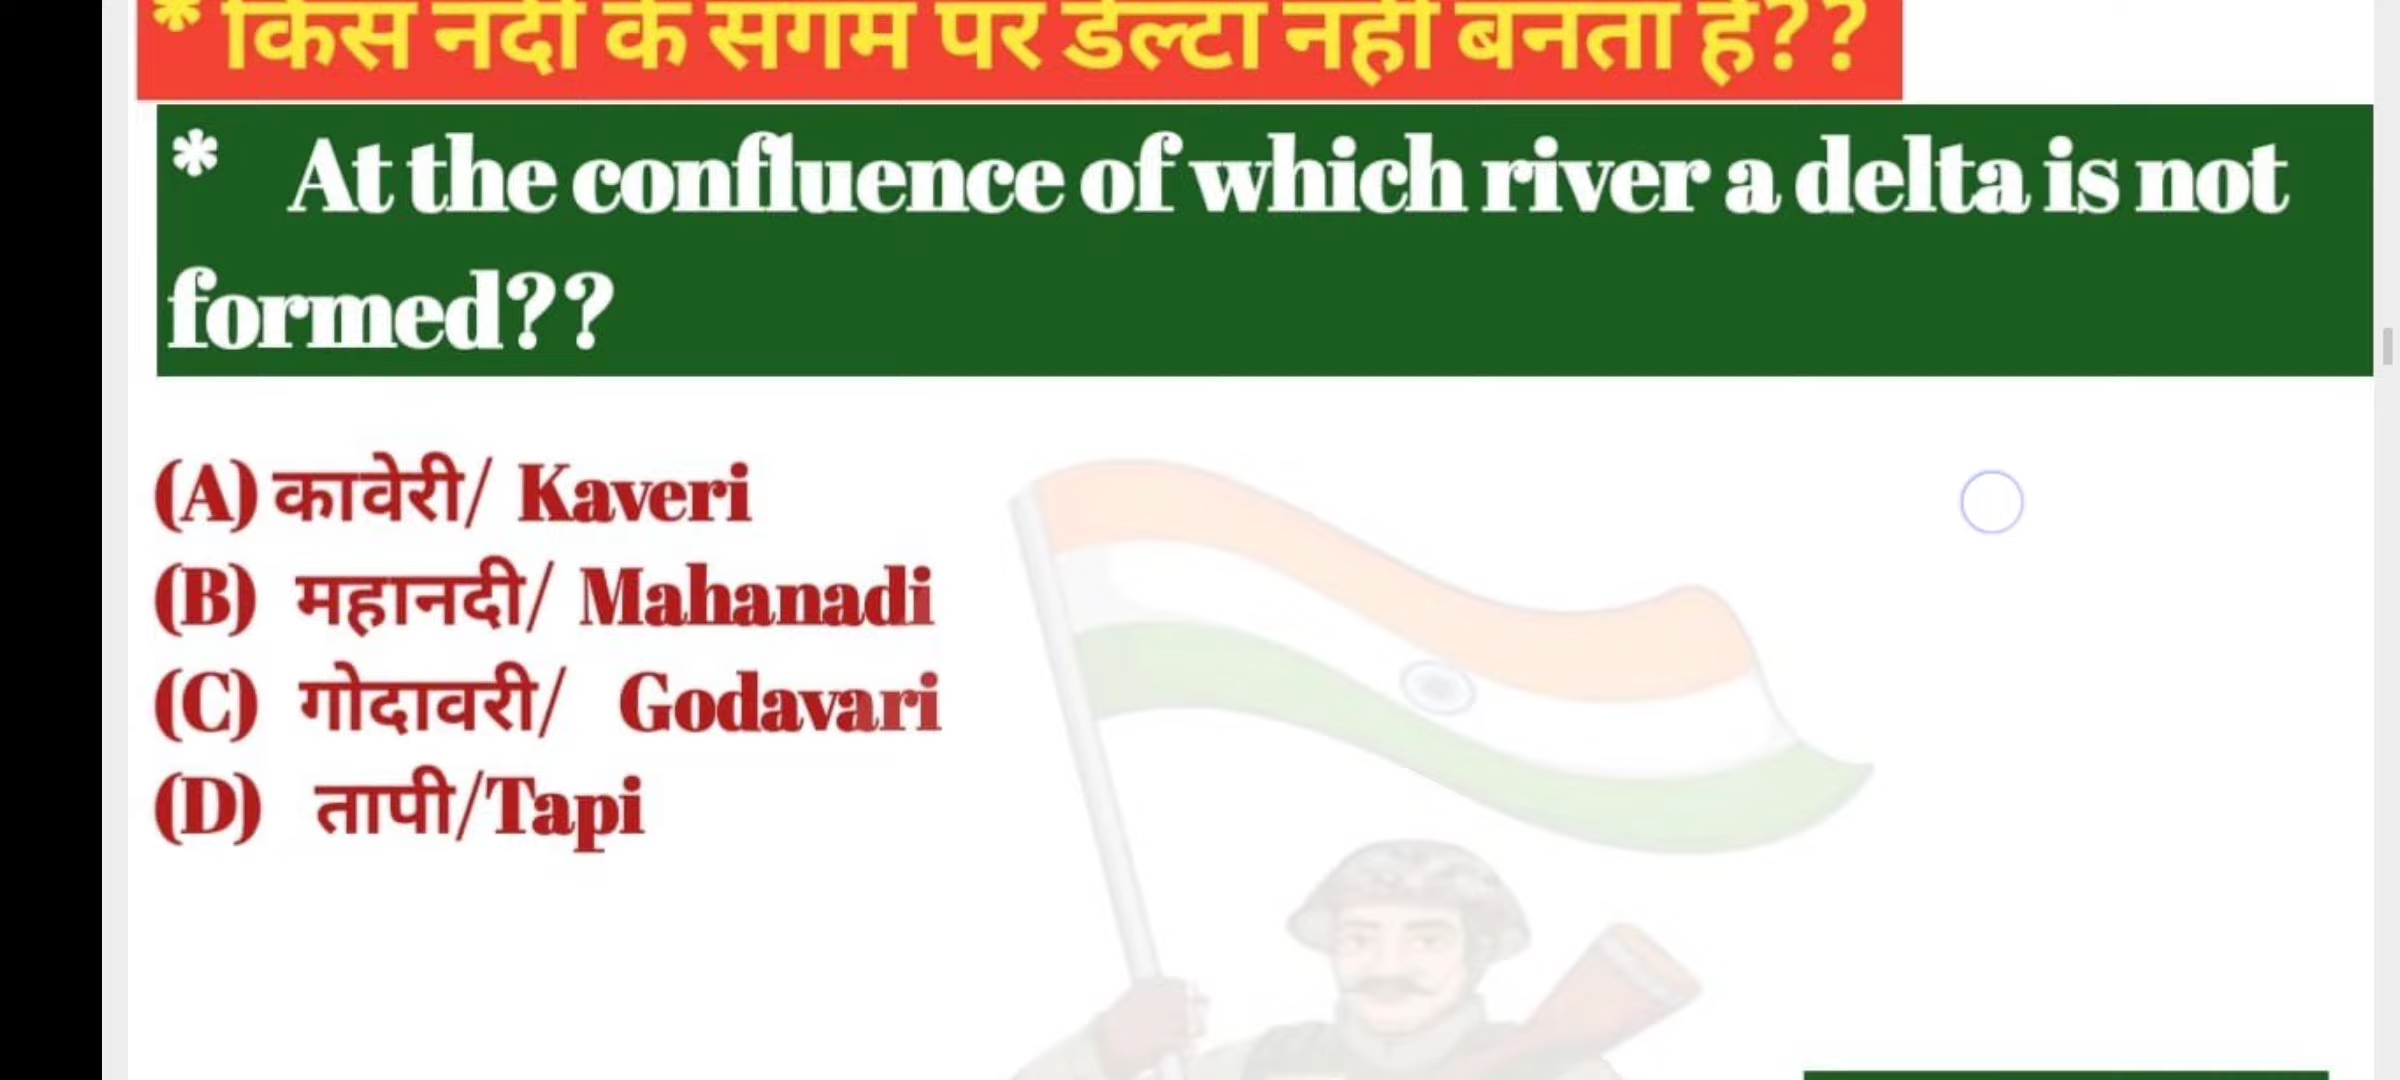 * किस नदी के संगम पर डेल्टा नहीं बनता है??
* At the confluence of which river a delta is not
formed??
(A) कावेरी/ Kaveri
(B) महानदी/ Mahanadi
(C) गोदावरी/ Godavari
(D) तापी/Tapi